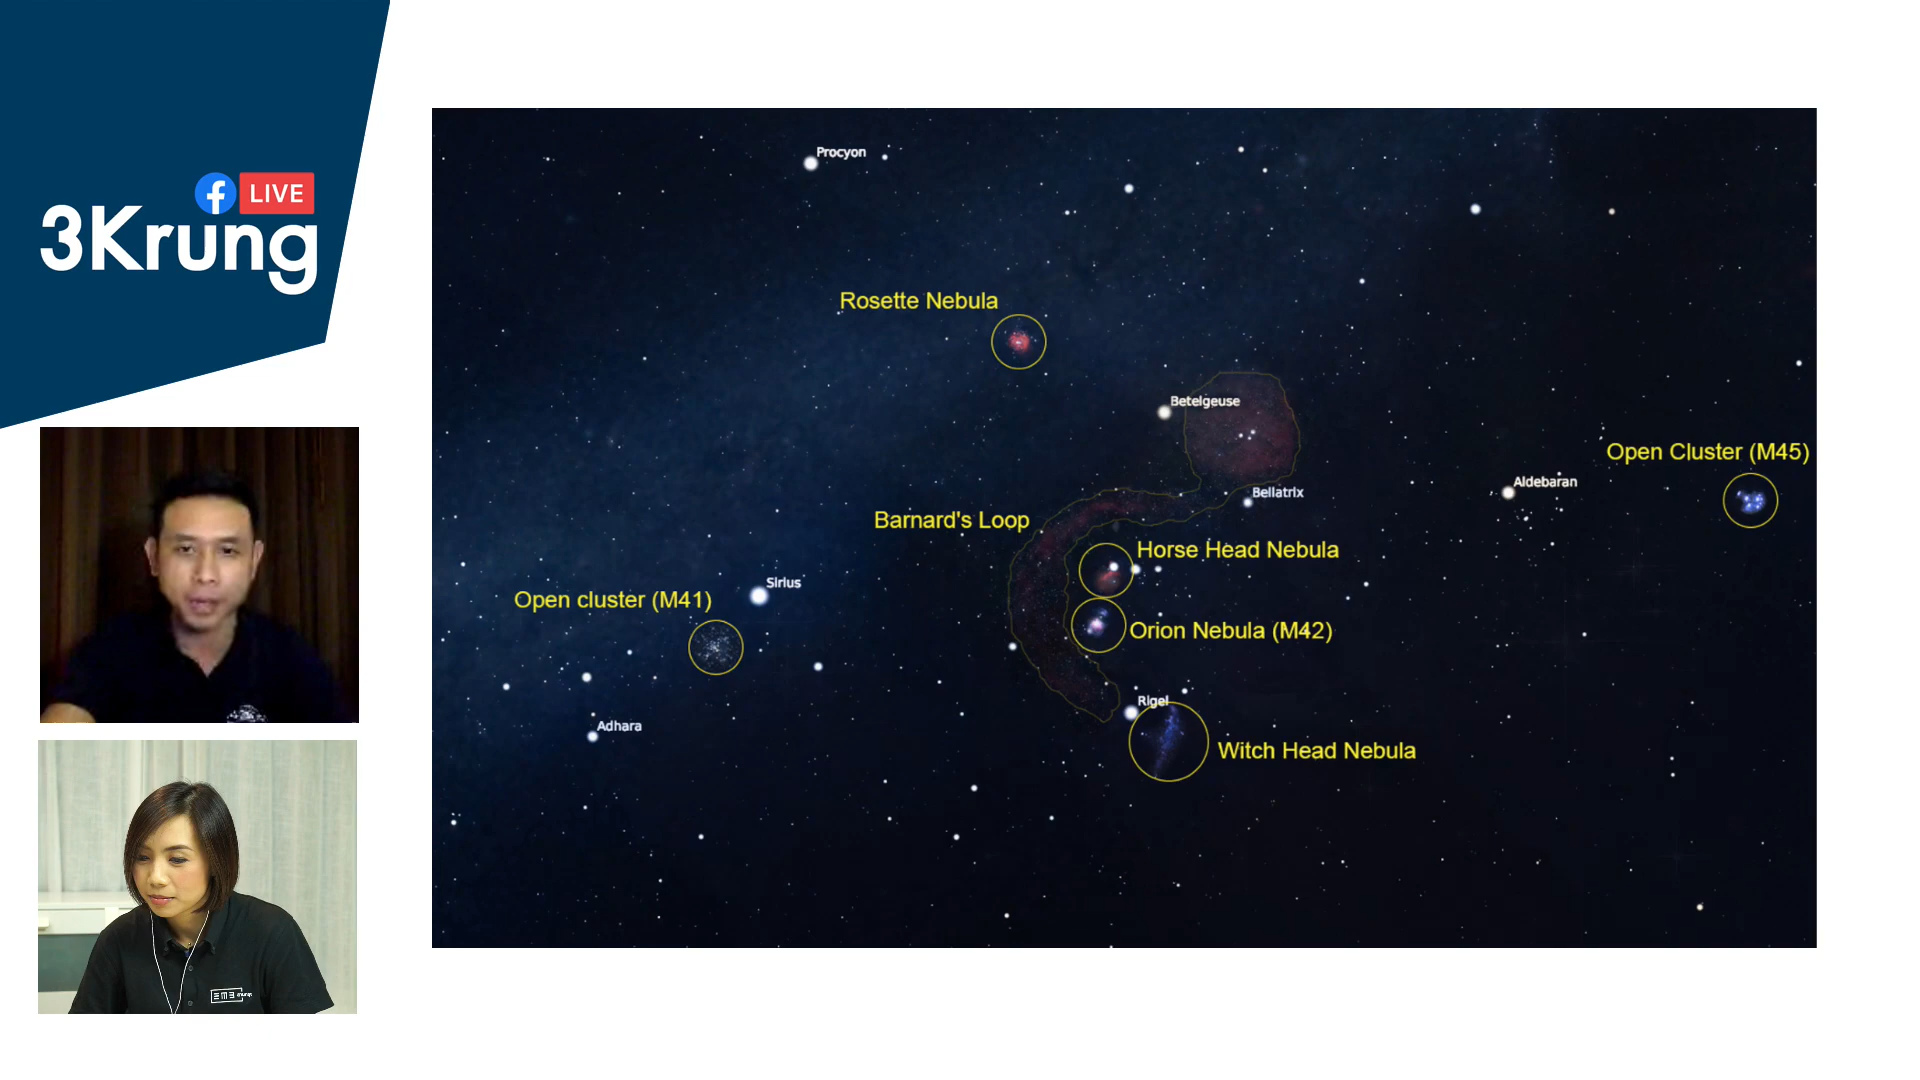 LIVE
3Krung
Procyon
Rosette Nebula
Betelgeuse
Open Cluster (M45)
Aldebaran
Bellatrix
Barnard's Loop
Horse Head Nebula
Sirius
Open cluster (M41)
Orion Nebula (M42)
Rigel
Adhara
Witch Head Nebula